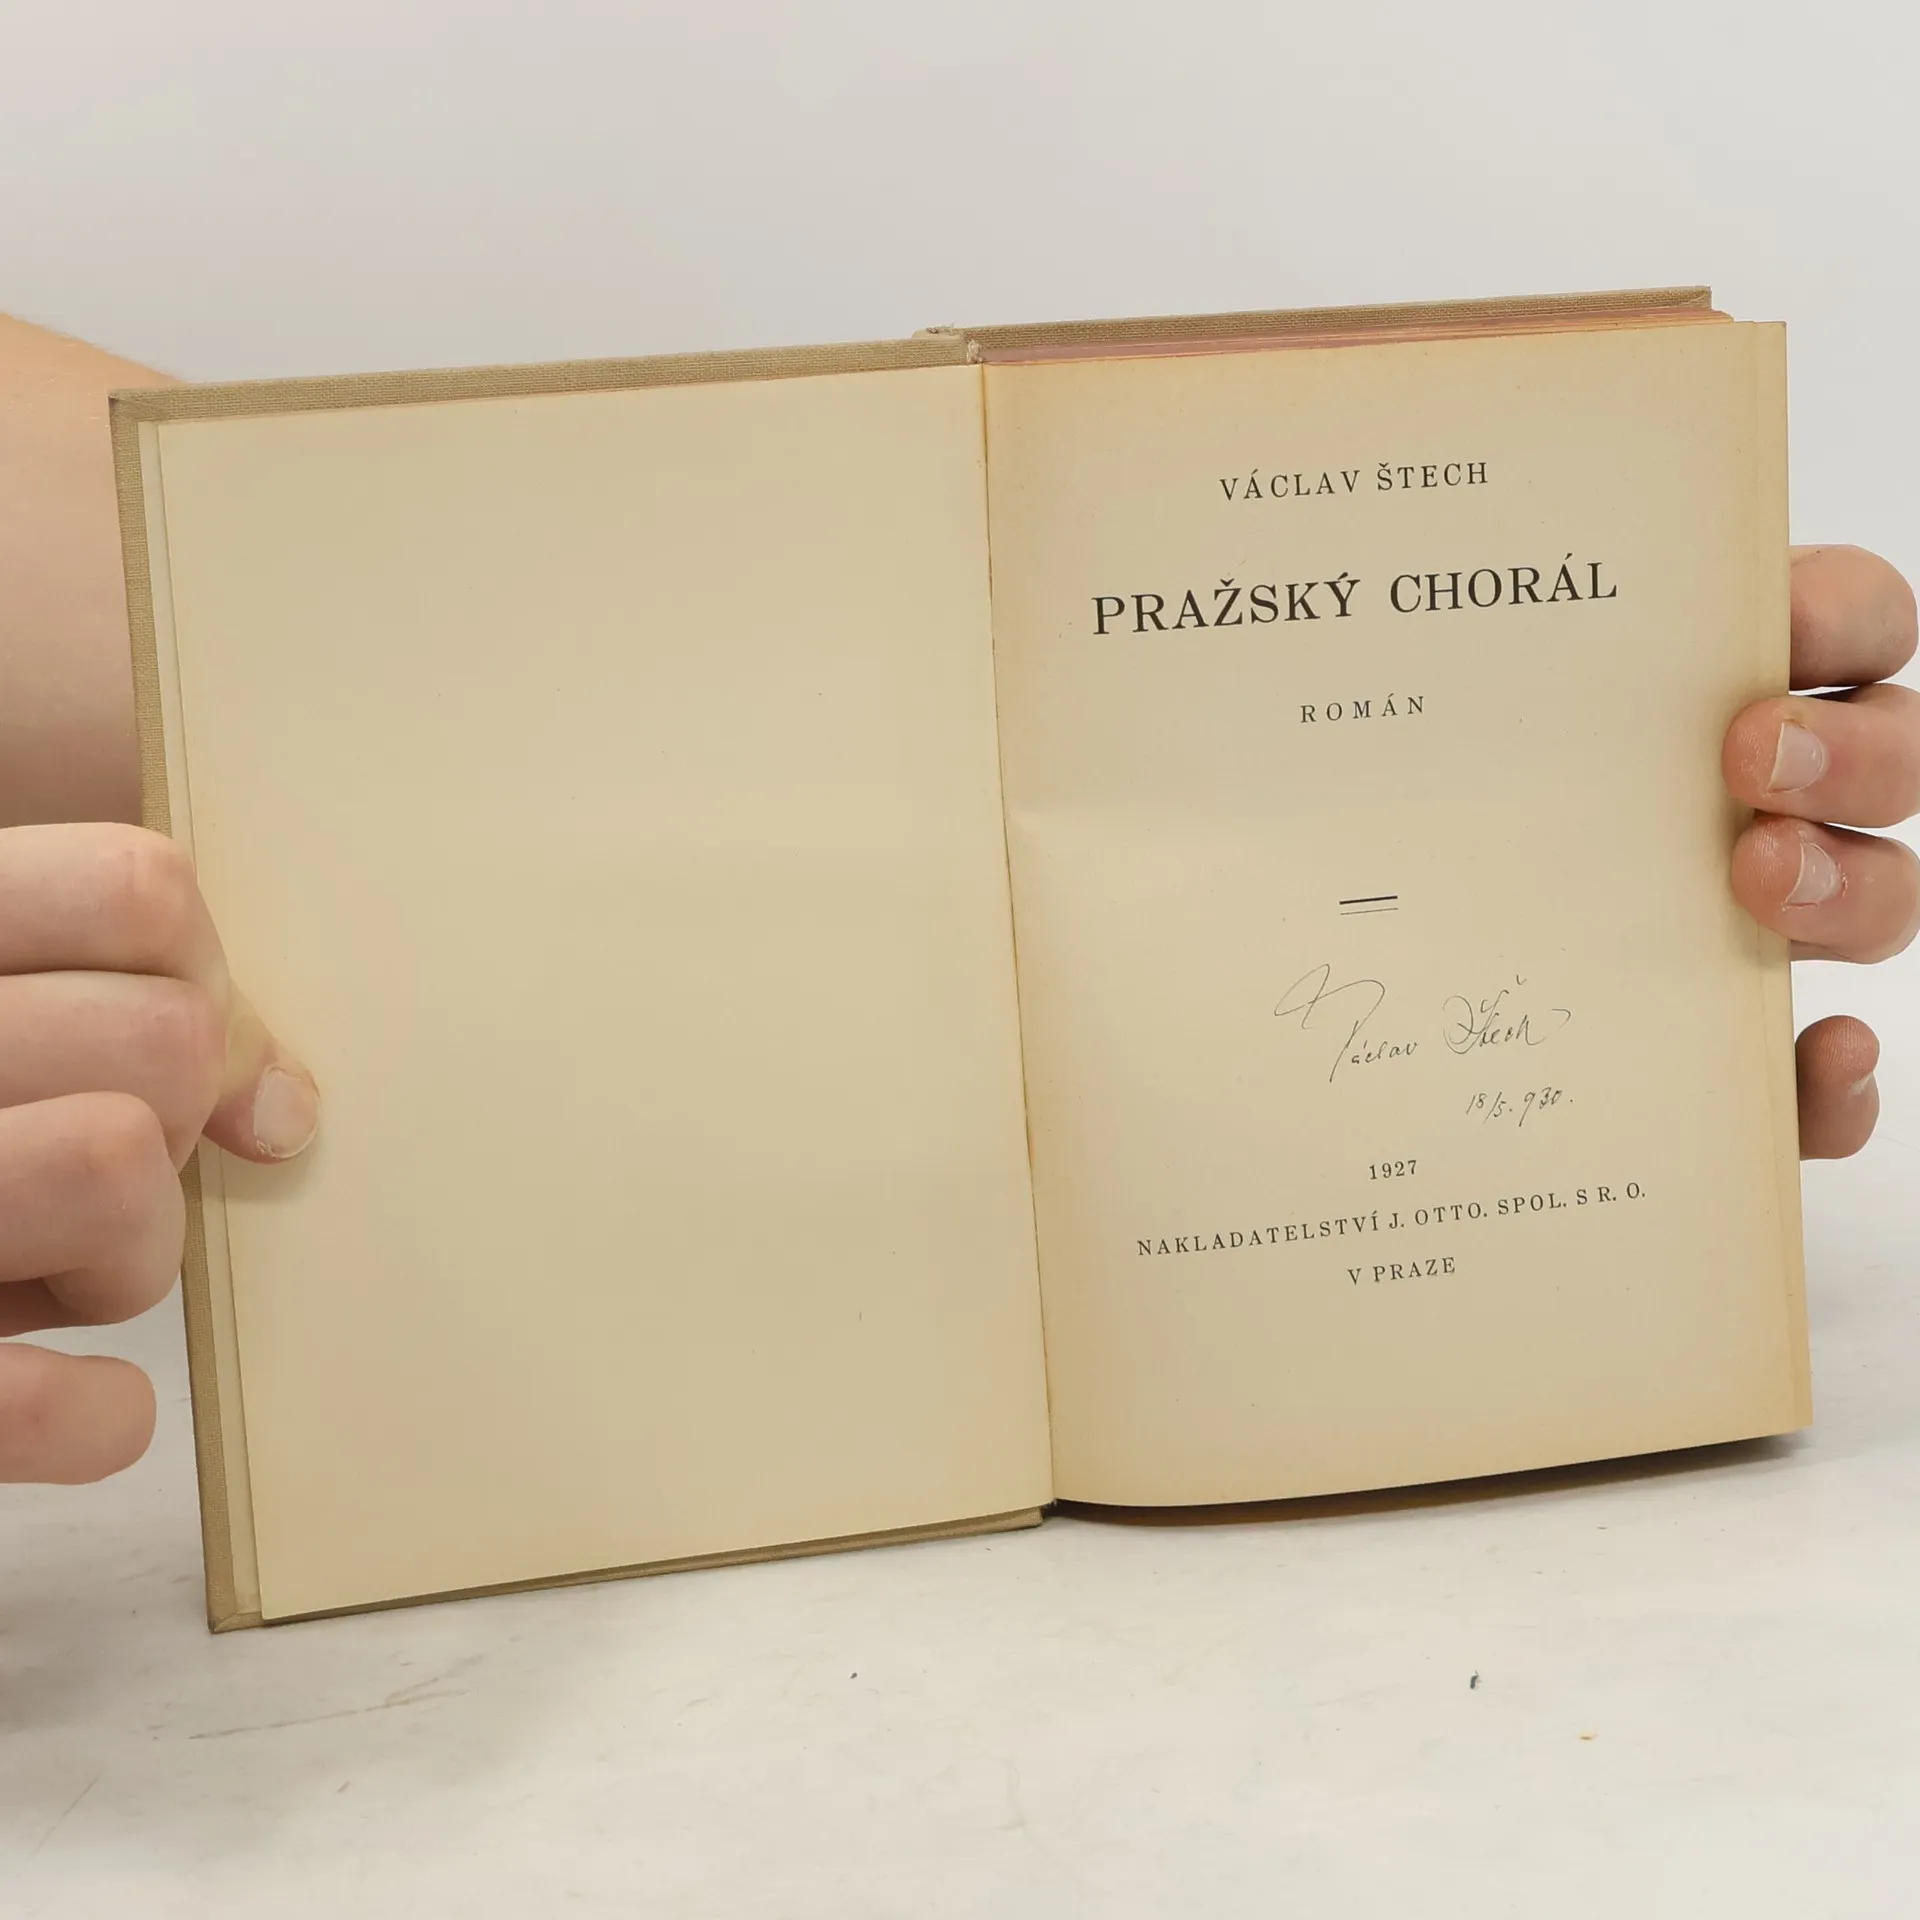 VÁCLAV ŠTECH
PRAŽSKÝ CHORÁL
ROMÁN
Václav Štech
18/5. 930.
1927
NAKLADATELSTVÍ J. OTTO. SPOL. S R. O.
V PRAZE